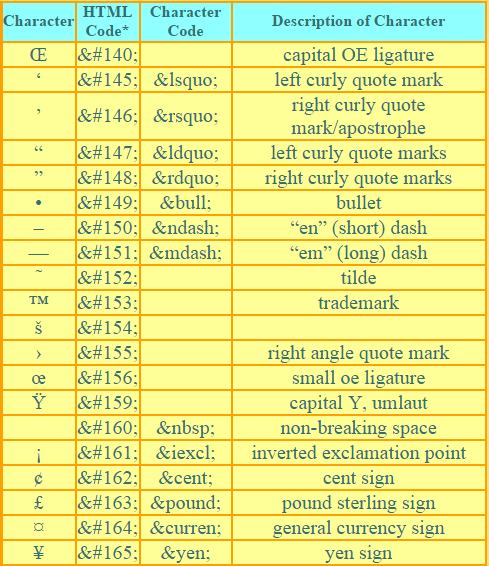 Character HTML Code* Character Code Description of Character
Œ &#140; capital OE ligature
‘ &#145; &lsquo; left curly quote mark
’ &#146; &rsquo; right curly quote
mark/apostrophe
“ &#147; &ldquo; left curly quote marks
” &#148; &rdquo; right curly quote marks
• &#149; &bull; bullet
– &#150; &ndash; “en” (short) dash
— &#151; &mdash; “em” (long) dash
˜ &#152; tilde
™ &#153; trademark
š &#154;
› &#155; right angle quote mark
œ &#156; small oe ligature
Ÿ &#159; capital Y, umlaut
&#160; &nbsp; non-breaking space
¡ &#161; &iexcl; inverted exclamation point
¢ &#162; &cent; cent sign
£ &#163; &pound; pound sterling sign
¤ &#164; &curren; general currency sign
¥ &#165; &yen; yen sign